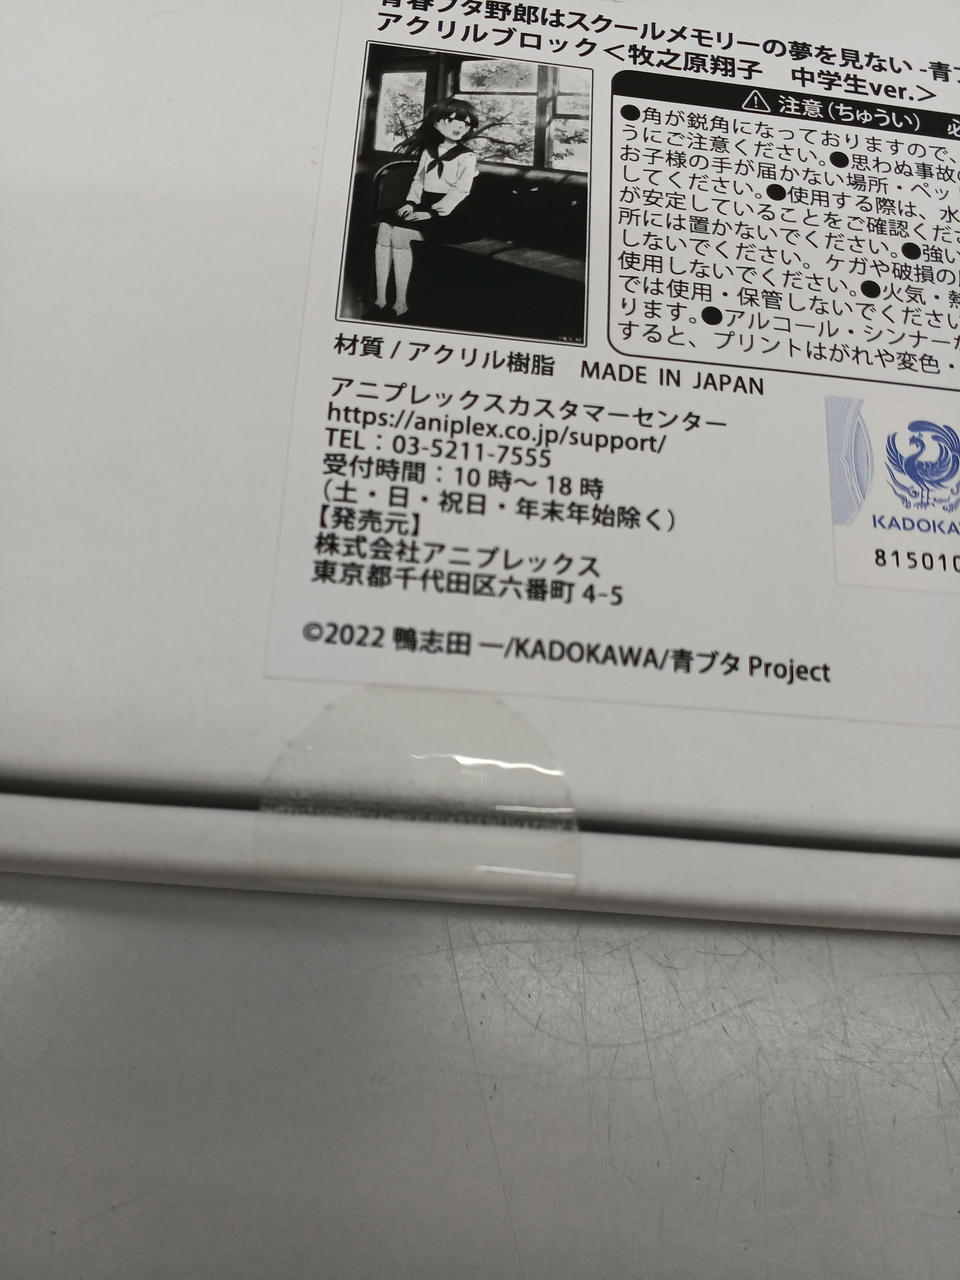 青春ブタ野郎はスクールメモリーの夢を見ない -青ブ
アクリルブロック＜牧之原翔子　中学生ver.＞
注意（ちゅうい）
●角が鋭角になっておりますので、
うにご注意ください。●思わぬ事故の
お子様の手が届かない場所・ペッ
してください。●使用する際は、水
が安定していることをご確認くださ
所には置かないでください。●強い
しないでください。ケガや破損の
使用しないでください。●火気・熱
では使用・保管しないでください
ります。●アルコール・シンナー
すると、プリントはがれや変色・
材質 / アクリル樹脂　MADE IN JAPAN
アニプレックスカスタマーセンター
https://aniplex.co.jp/support/
TEL：03-5211-7555
受付時間：10 時～ 18 時
（土・日・祝日・年末年始除く）
【発売元】
株式会社アニプレックス
東京都千代田区六番町 4-5
KADOKA
815010
©2022 鴨志田 一/KADOKAWA/青ブタ Project